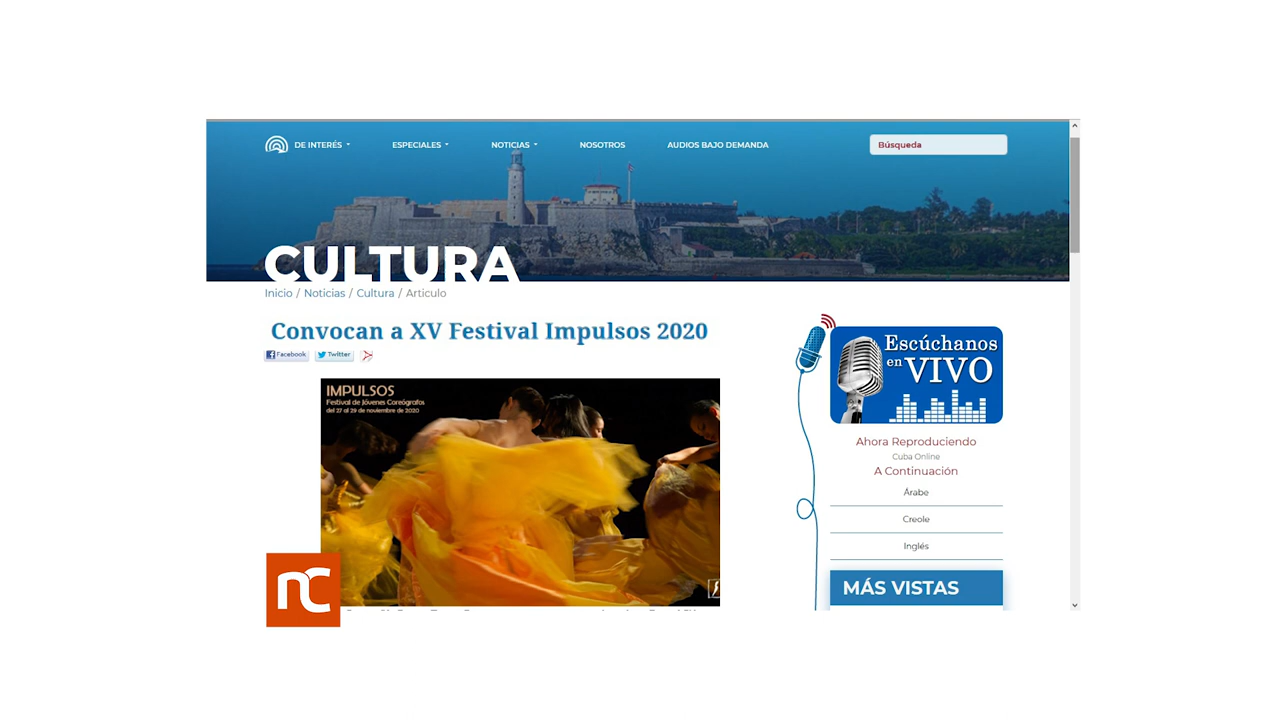 DE INTERÉS
ESPECIALES
NOTICIAS
NOSOTROS
AUDIOS BAJO DEMANDA
Búsqueda
CULTURA
Inicio / Noticias / Cultura / Articulo
Convocan a XV Festival Impulsos 2020
Facebook
Twitter
IMPULSOS
Festival de Jóvenes Coreógrafos
del 27 al 29 de noviembre de 2020
nc
Escúchanos
en VIVO
Ahora Reproduciendo
Cuba Online
A Continuación
Árabe
Creole
Inglés
MÁS VISTAS